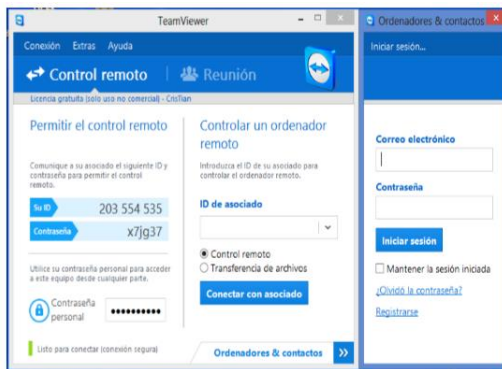 TeamViewer
Conexión Extras Ayuda
Control remoto
Reunión
Licencia gratuita (solo uso no comercial) - CrisTian
Permitir el control remoto
Comunique a su asociado el siguiente ID y
contraseña para permitir el control
remoto.
Su ID 203 554 535
Contraseña x7jg37
Utilice su contraseña personal para acceder
a este equipo desde cualquier parte.
Contraseña
personal
Listo para conectar (conexión segura)
Controlar un ordenador
remoto
Introduzca el ID de su asociado para
controlar el ordenador remoto.
ID de asociado
Control remoto
Transferencia de archivos
Conectar con asociado
Ordenadores & contactos
Ordenadores & contactos
Iniciar sesión...
Correo electrónico
Contraseña
Iniciar sesión
Mantener la sesión iniciada
¿Olvidó la contraseña?
Registrarse